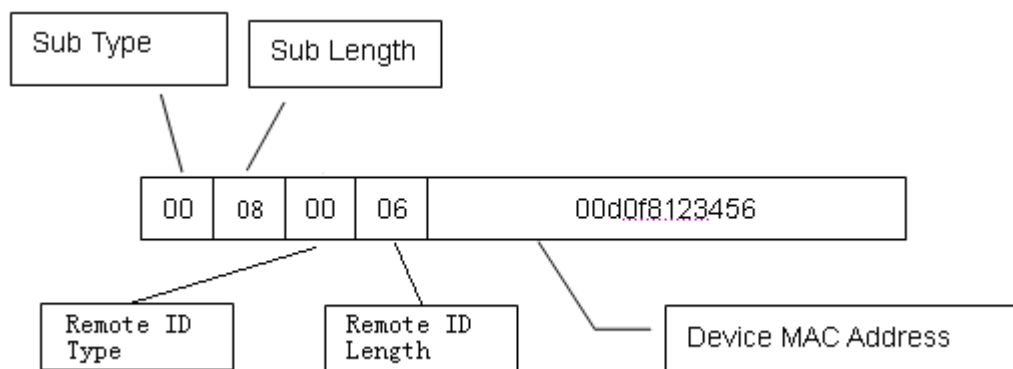 Sub Type
Sub Length
00 08 00 06 00d0f8123456
Remote ID
Type
Remote ID
Length
Device MAC Address